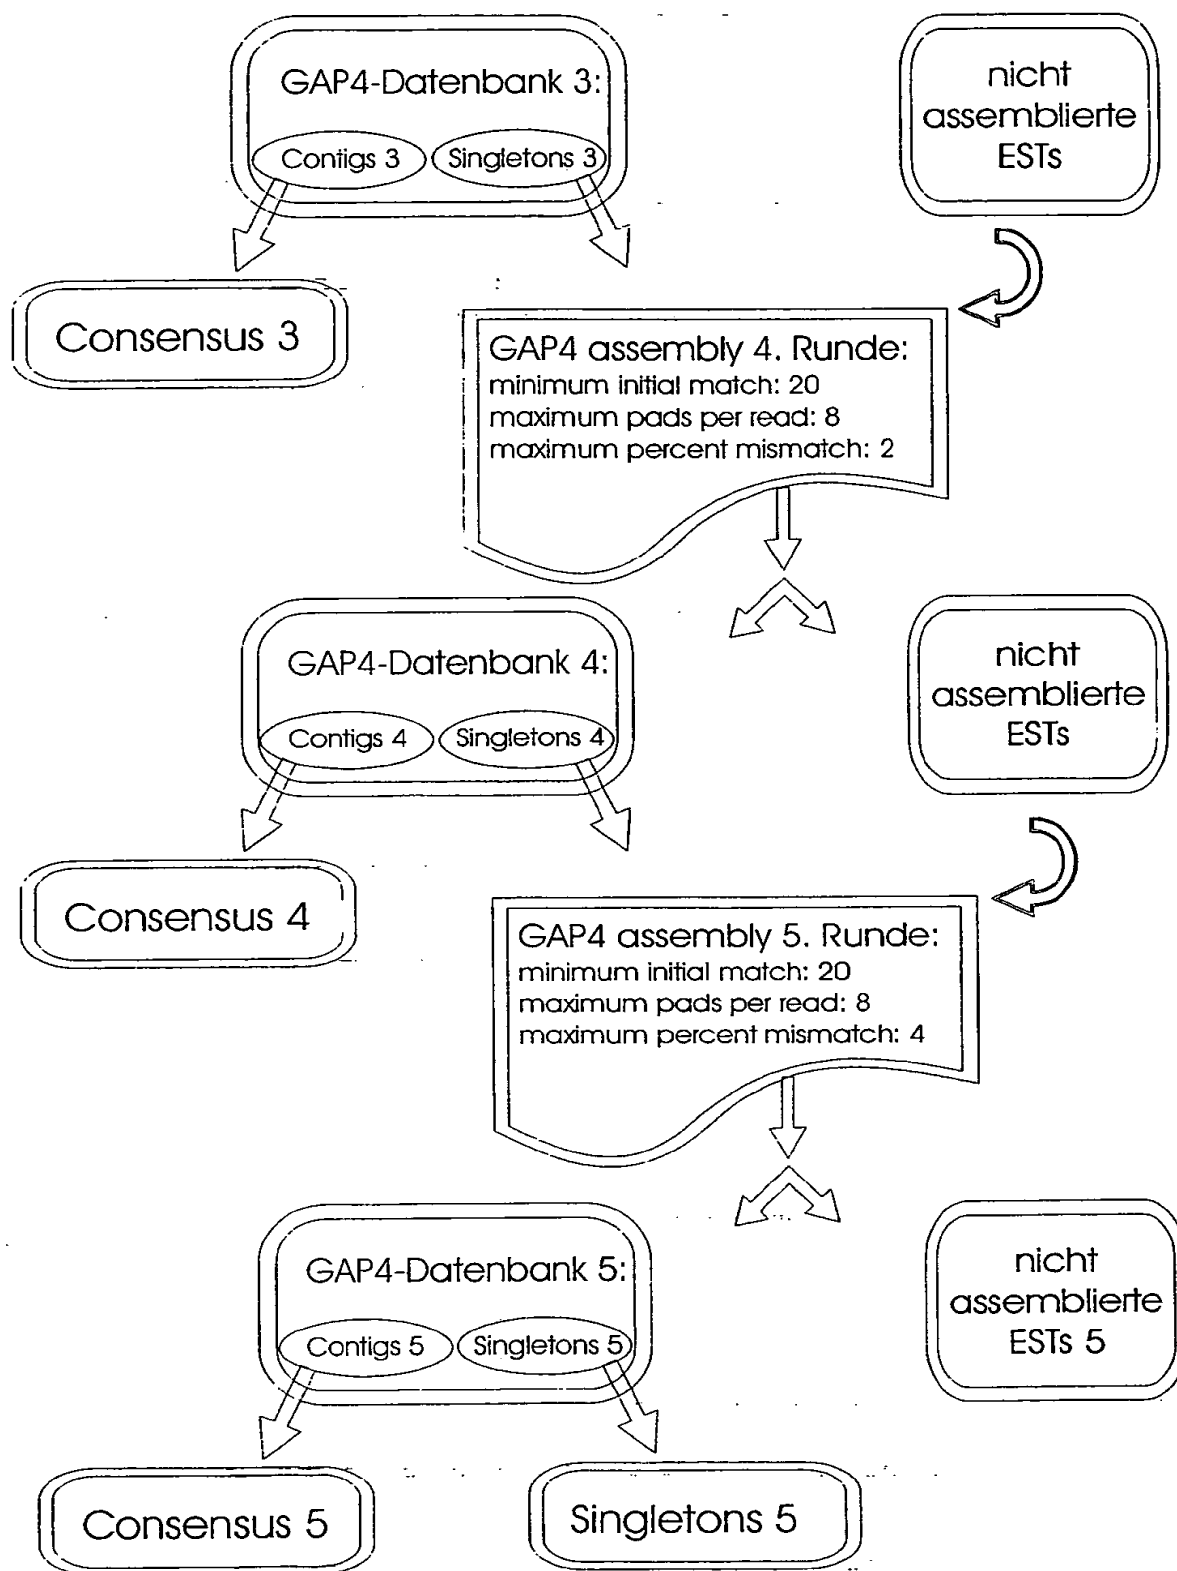 GAP4-Datenbank 3:
Contigs 3
Singletons 3
nicht
assemblierte
ESTs
Consensus 3
GAP4 assembly 4. Runde:
minimum initial match: 20
maximum pads per read: 8
maximum percent mismatch: 2
GAP4-Datenbank 4:
Contigs 4
Singletons 4
nicht
assemblierte
ESTs
Consensus 4
GAP4 assembly 5. Runde:
minimum initial match: 20
maximum pads per read: 8
maximum percent mismatch: 4
GAP4-Datenbank 5:
Contigs 5
Singletons 5
nicht
assemblierte
ESTs 5
Consensus 5
Singletons 5